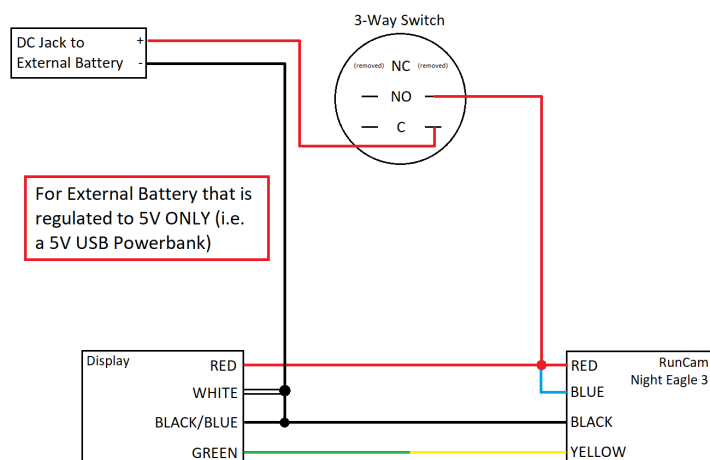 3-Way Switch
DC Jack to +
External Battery -
(removed) NC (removed)
NO
C
For External Battery that is
regulated to 5V ONLY (i.e.
a 5V USB Powerbank)
Display
RED
WHITE
BLACK/BLUE
GREEN
RED
RunCam
Night Eagle 3
BLUE
BLACK
YELLOW